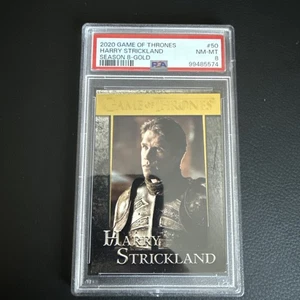 2020 GAME OF THRONES #50
HARRY STRICKLAND NM-MT
SEASON 8-GOLD 8
PSA 99465574
GAME OF THRONES
HARRY
STRICKLAND